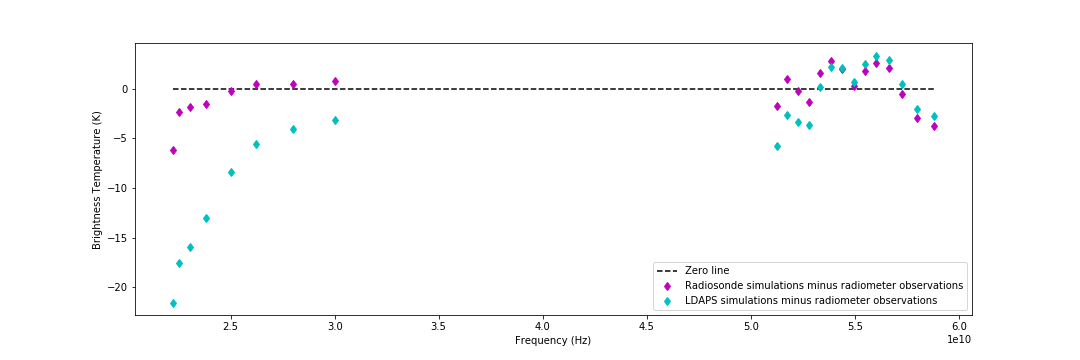 0
−5
−10
−15
−20
Brightness Temperature (K)
2.5 3.0 3.5 4.0 4.5 5.0 5.5 6.0
1e10
Frequency (Hz)
Zero line
Radiosonde simulations minus radiometer observations
LDAPS simulations minus radiometer observations